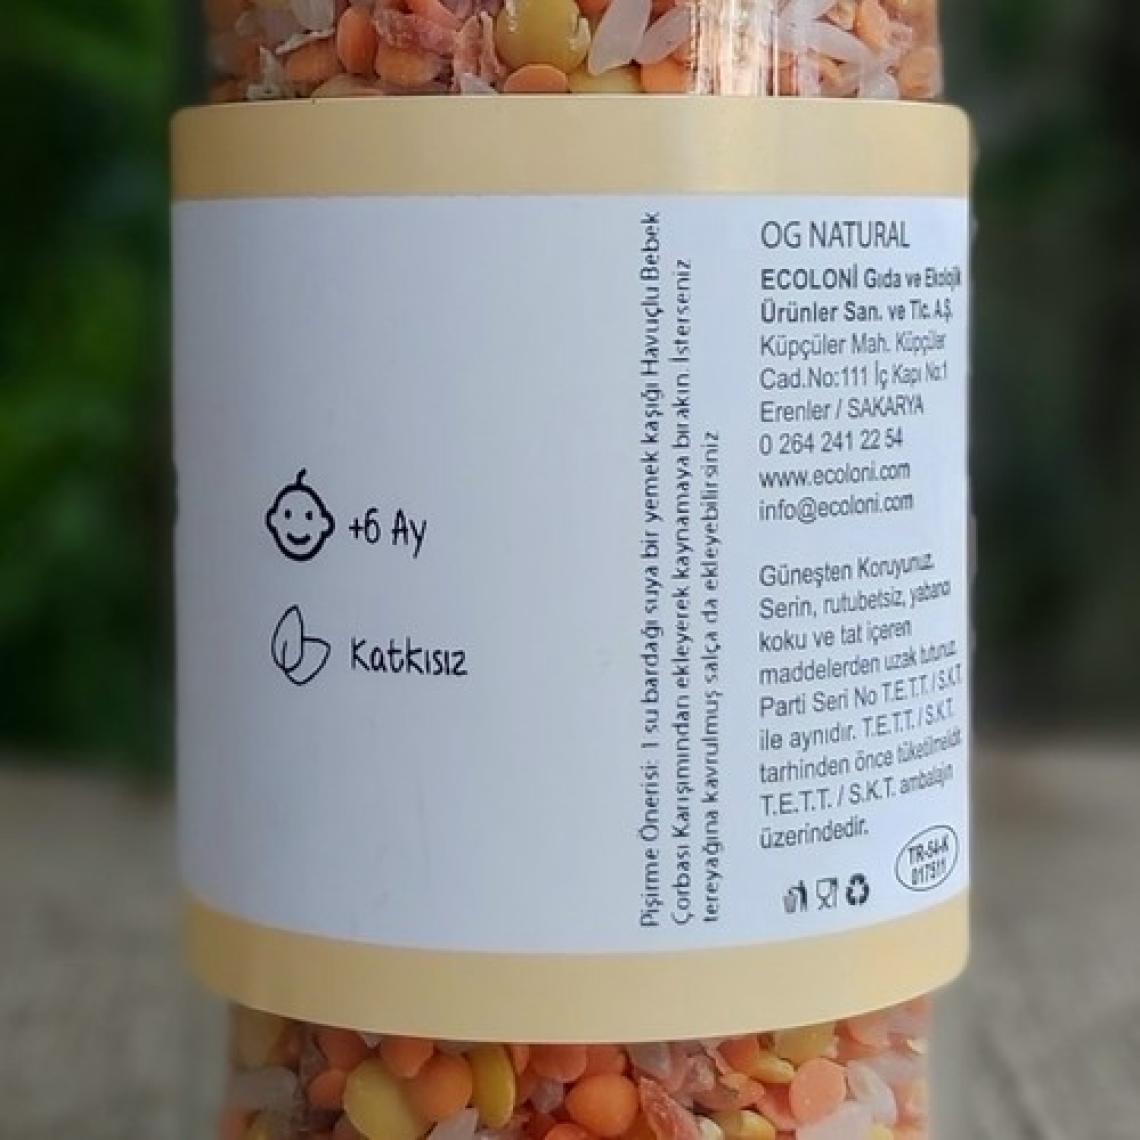 +6 Ay
Katkısız
Pişirme Önerisi: 1 su bardağı suya bir yemek kaşığı Havuçlu Bebek
Çorbası Karışımından ekleyerek kaynamaya bırakın. İsterseniz
tereyağına kavrulmuş salça da ekleyebilirsiniz
OG NATURAL
ECOLONİ Gıda ve Ekolojik
Ürünler San. ve Tic. A.Ş.
Küpçüler Mah. Küpçüler
Cad.No:111 İç Kapı No:1
Erenler / SAKARYA
0 264 241 22 54
www.ecoloni.com
info@ecoloni.com
Güneşten Koruyunuz.
Serin, rutubetsiz, yabancı
koku ve tat içeren
maddelerden uzak tutunuz.
Parti Seri No T.E.T.T. / S.K.T.
ile aynıdır. T.E.T.T. / S.K.T.
tarhinden önce tüketilmelidir.
T.E.T.T. / S.K.T. ambalajın
üzerindedir.
TR-54-K
017511